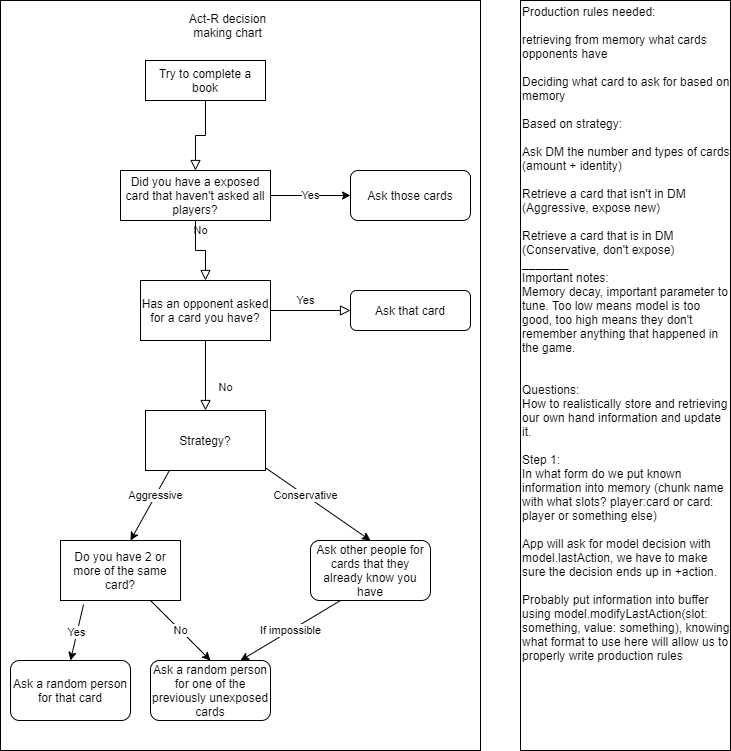 Act-R decision
making chart
Try to complete a
book
Did you have a exposed
card that haven't asked all
players?
Yes
Ask those cards
No
Has an opponent asked
for a card you have?
Yes
Ask that card
No
Strategy?
Aggressive
Conservative
Do you have 2 or
more of the same
card?
Ask other people for
cards that they
already know you
have
Yes
No
If impossible
Ask a random person
for that card
Ask a random person
for one of the
previously unexposed
cards
Production rules needed:
retrieving from memory what cards
opponents have
Deciding what card to ask for based on
memory
Based on strategy:
Ask DM the number and types of cards
(amount + identity)
Retrieve a card that isn't in DM
(Aggressive, expose new)
Retrieve a card that is in DM
(Conservative, don't expose)
_______
Important notes:
Memory decay, important parameter to
tune. Too low means model is too
good, too high means they don't
remember anything that happened in
the game.
Questions:
How to realistically store and retrieving
our own hand information and update
it.
Step 1:
In what form do we put known
information into memory (chunk name
with what slots? player:card or card:
player or something else)
App will ask for model decision with
model.lastAction, we have to make
sure the decision ends up in +action.
Probably put information into buffer
using model.modifyLastAction(slot:
something, value: something), knowing
what format to use here will allow us to
properly write production rules